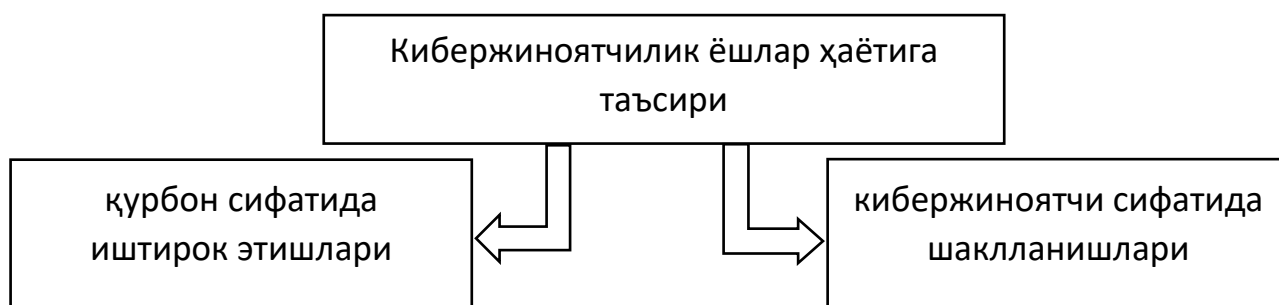 Кибержиноятчилик ёшлар ҳаётига
таъсири
қурбон сифатида
иштирок этишлари
кибержиноятчи сифатида
шаклланишлари